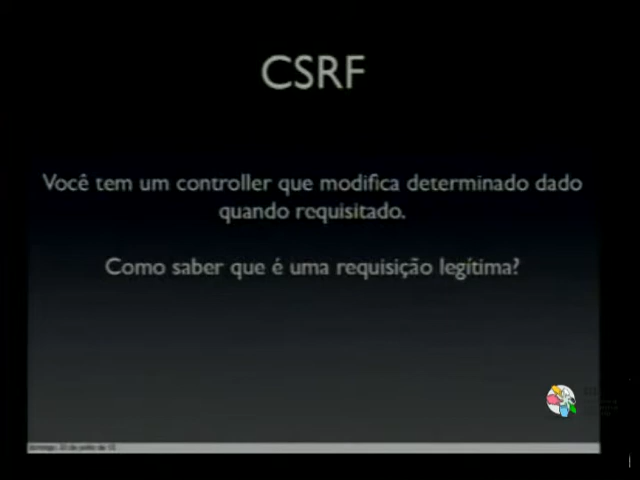 CSRF
Você tem um controller que modifica determinado dado
quando requisitado.
Como saber que é uma requisição legítima?